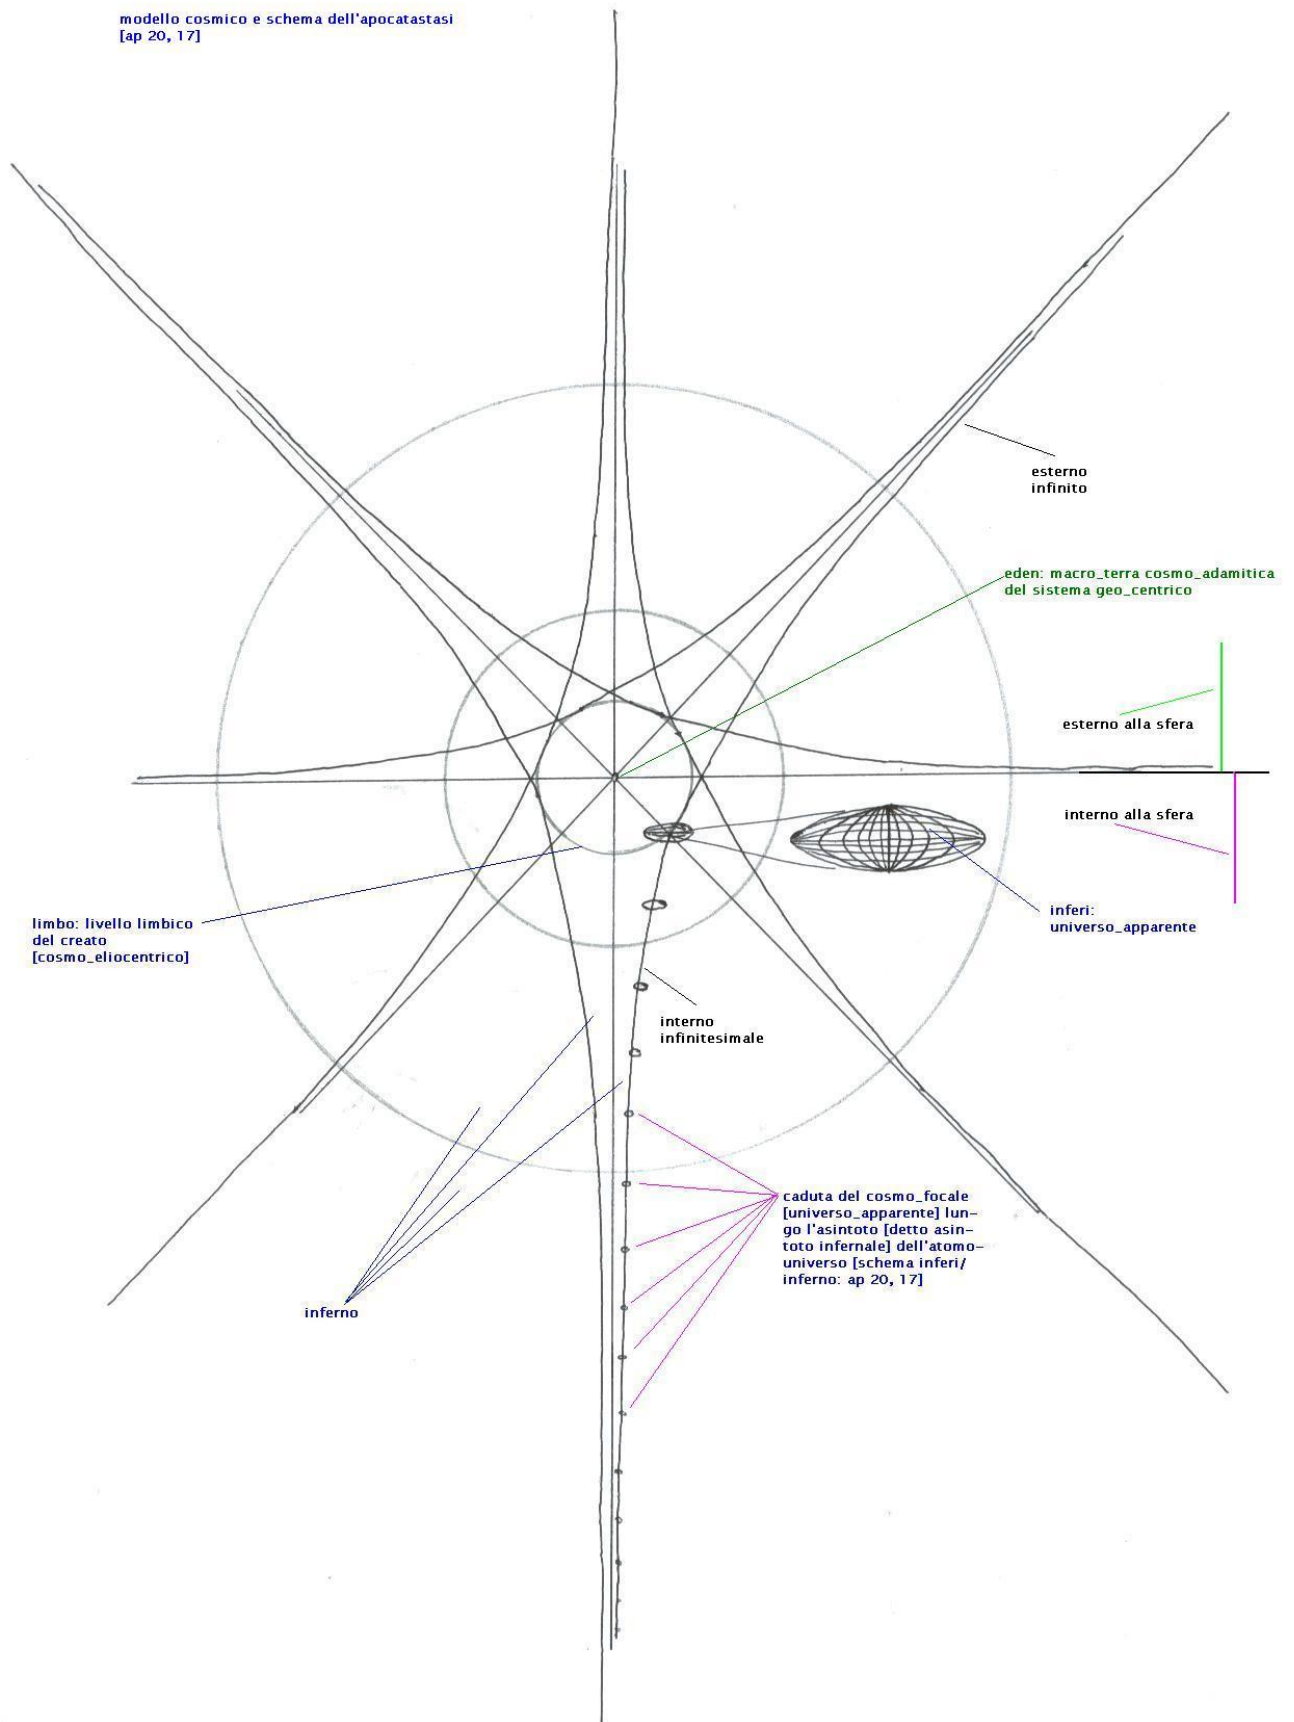 modello cosmico e schema dell'apocatastasi
[ap 20, 17]
esterno
infinito
eden: macro_terra cosmo_adamitica
del sistema geo_centrico
esterno alla sfera
interno alla sfera
limbo: livello limbico
del creato
[cosmo_eliocentrico]
inferi:
universo_apparente
interno
infinitesimale
caduta del cosmo_focale
[universo_apparente] lun-
go l'asintoto [detto asin-
toto infernale] dell'atomo-
universo [schema inferi/
inferno: ap 20, 17]
inferno